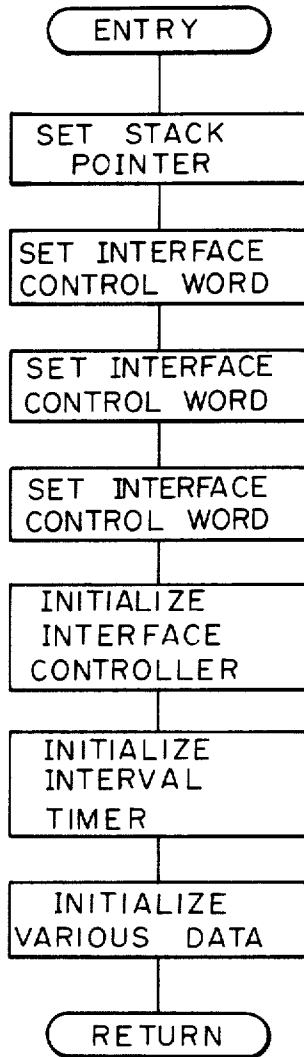 ENTRY
SET STACK
POINTER
SET INTERFACE
CONTROL WORD
SET INTERFACE
CONTROL WORD
SET INTERFACE
CONTROL WORD
INITIALIZE
INTERFACE
CONTROLLER
INITIALIZE
INTERVAL
TIMER
INITIALIZE
VARIOUS DATA
RETURN